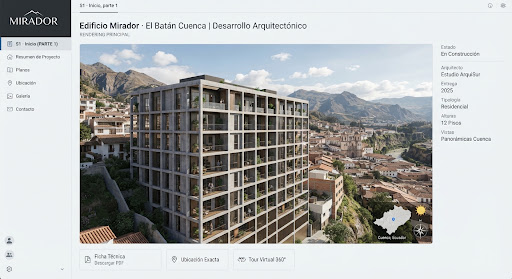 MIRADOR
S1 · Inicio (PARTE 1)
Resumen de Proyecto
Planos
Ubicación
Galería
Contacto
S1 · Inicio, parte 1
Edificio Mirador · El Batán Cuenca | Desarrollo Arquitectónico
RENDERING PRINCIPAL
Estado
En Construcción
Arquitecto
Estudio ArquiSur
Entrega
2025
Tipología
Residencial
Alturas
12 Pisos
Vistas
Panorámicas Cuenca
Cuenca, Ecuador
Ficha Técnica
Descargar PDF
Ubicación Exacta
Tour Virtual 360°